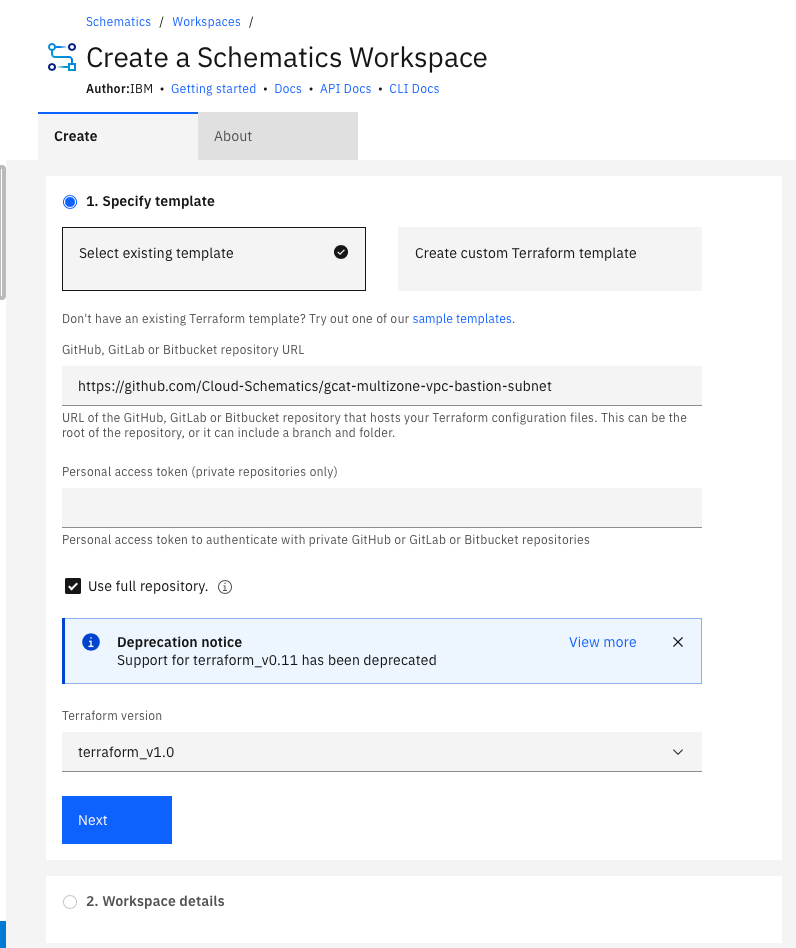 Schematics / Workspaces /
Create a Schematics Workspace
Author:IBM • Getting started • Docs • API Docs • CLI Docs
Create About
1. Specify template
Select existing template Create custom Terraform template
Don't have an existing Terraform template? Try out one of our sample templates.
GitHub, GitLab or Bitbucket repository URL
https://github.com/Cloud-Schematics/gcat-multizone-vpc-bastion-subnet
URL of the GitHub, GitLab or Bitbucket repository that hosts your Terraform configuration files. This can be the
root of the repository, or it can include a branch and folder.
Personal access token (private repositories only)
Personal access token to authenticate with private GitHub or GitLab or Bitbucket repositories
Use full repository.
Deprecation notice View more
Support for terraform_v0.11 has been deprecated
Terraform version
terraform_v1.0
Next
2. Workspace details